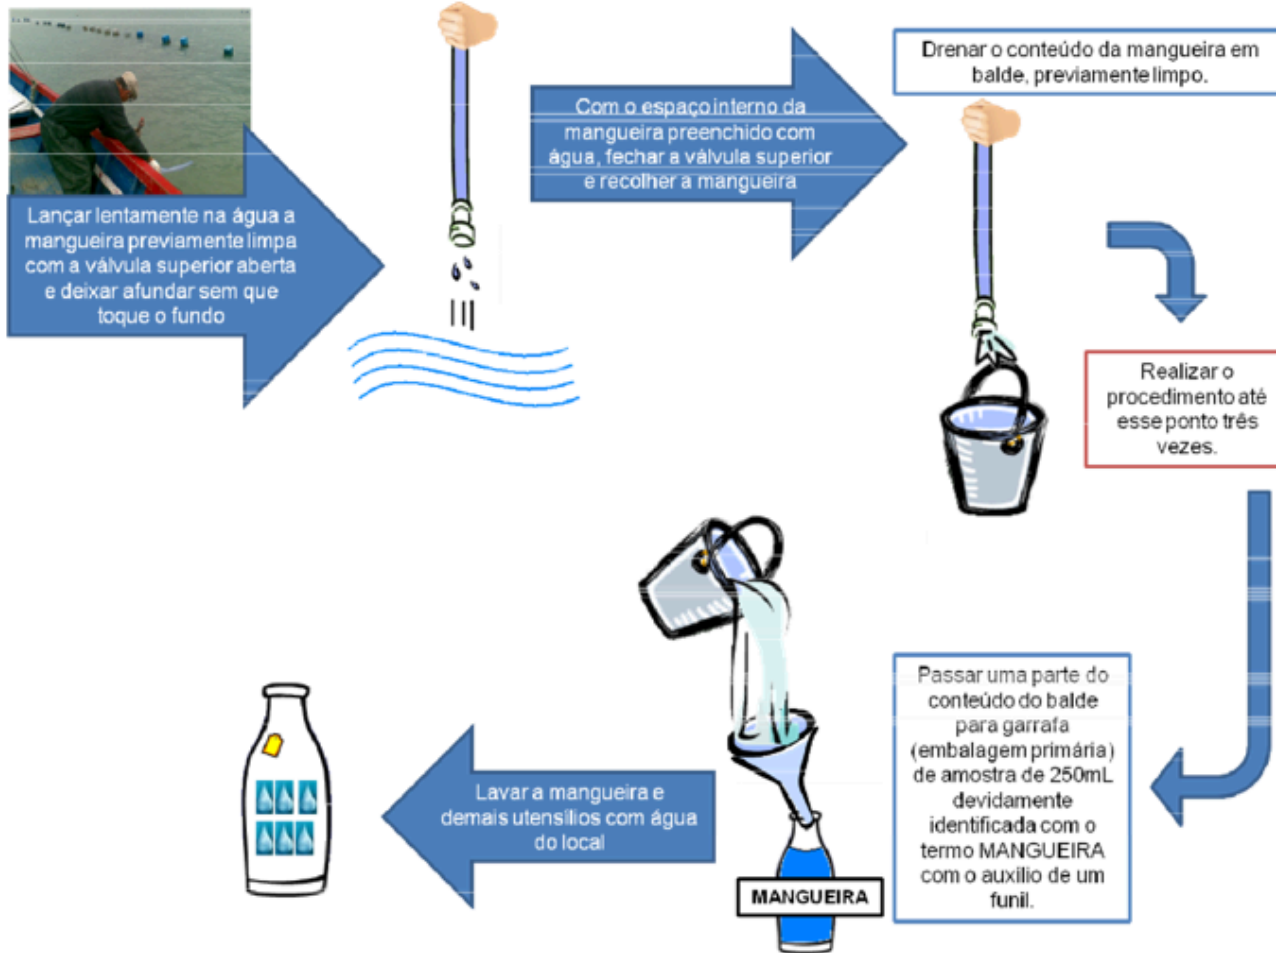 Lançar lentamente na água a
mangueira previamente limpa
com a válvula superior aberta
e deixar afundar sem que
toque o fundo
Com o espaço interno da
mangueira preenchido com
água, fechar a válvula superior
e recolher a mangueira
Drenar o conteúdo da mangueira em
balde, previamente limpo.
Realizar o
procedimento até
esse ponto três
vezes.
Passar uma parte do
conteúdo do balde
para garrafa
(embalagem primária)
de amostra de 250mL
devidamente
identificada com o
termo MANGUEIRA
com o auxílio de um
funil.
MANGUEIRA
Lavar a mangueira e
demais utensílios com água
do local